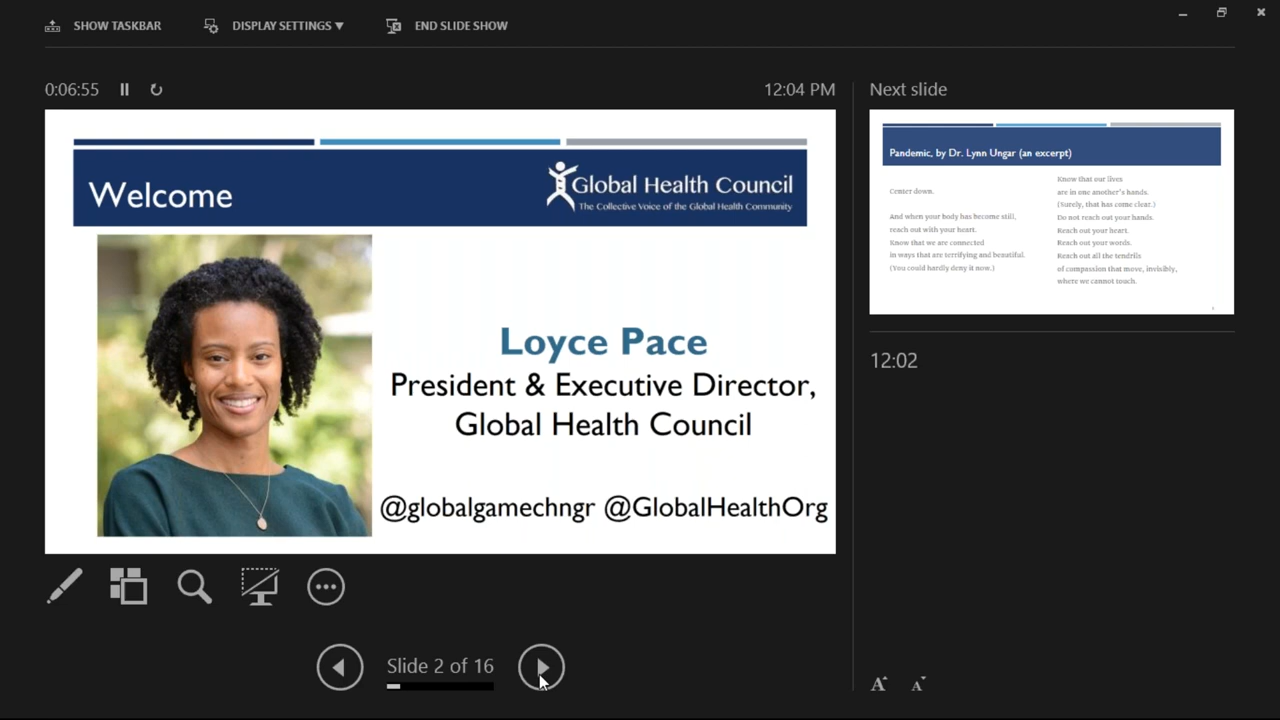 SHOW TASKBAR
DISPLAY SETTINGS
END SLIDE SHOW
0:06:55
12:04 PM
Welcome
Global Health Council
The Collective Voice of the Global Health Community
Loyce Pace
President & Executive Director,
Global Health Council
@globalgamechngr @GlobalHealthOrg
Slide 2 of 16
Next slide
Pandemic, by Dr. Lynn Ungar (an excerpt)
Center down.
And when your body has become still,
reach out with your heart.
Know that we are connected
in ways that are terrifying and beautiful.
(You could hardly deny it now.)
Know that our lives
are in one another's hands.
(Surely, that has come clear.)
Do not reach out your hands.
Reach out your heart.
Reach out your words.
Reach out all the tendrils
of compassion that move, invisibly,
where we cannot touch.
12:02
A A